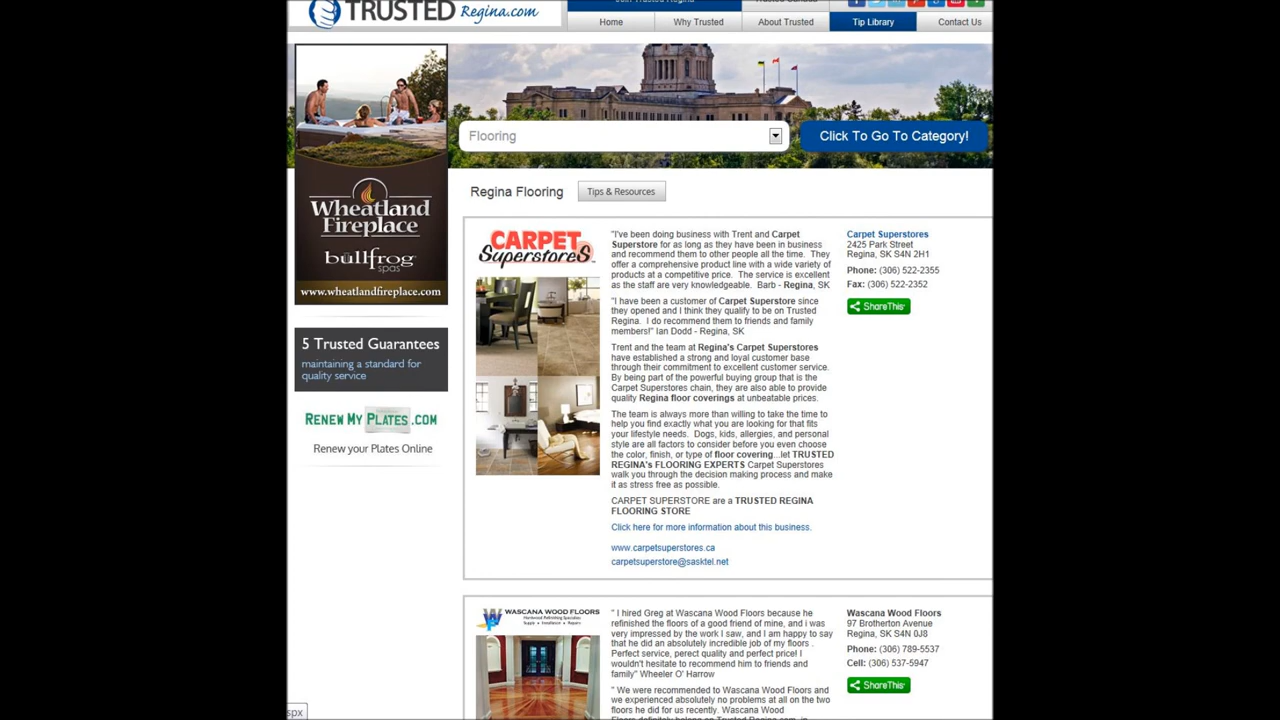 TRUSTED Regina.com
Home
Why Trusted
About Trusted
Tip Library
Contact Us
Flooring
Click To Go To Category!
Wheatland
Fireplace
bullfrog
spas
www.wheatlandfireplace.com
5 Trusted Guarantees
maintaining a standard for
quality service
RENEW MY PLATES.COM
Renew your Plates Online
Regina Flooring
Tips & Resources
CARPET
SuperstoreS
"I've been doing business with Trent and Carpet
Superstore for as long as they have been in business
and recommend them to other people all the time. They
offer a comprehensive product line with a wide variety of
products at a competitive price. The service is excellent
as the staff are very knowledgeable. Barb - Regina, SK
"I have been a customer of Carpet Superstore since
they opened and I think they qualify to be on Trusted
Regina. I do recommend them to friends and family
members!" Ian Dodd - Regina, SK
Trent and the team at Regina's Carpet Superstores
have established a strong and loyal customer base
through their commitment to excellent customer service.
By being part of the powerful buying group that is the
Carpet Superstores chain, they are also able to provide
quality Regina floor coverings at unbeatable prices.
The team is always more than willing to take the time to
help you find exactly what you are looking for that fits
your lifestyle needs. Dogs, kids, allergies, and personal
style are all factors to consider before you even choose
the color, finish, or type of floor covering...let TRUSTED
REGINA's FLOORING EXPERTS Carpet Superstores
walk you through the decision making process and make
it as stress free as possible.
CARPET SUPERSTORE are a TRUSTED REGINA
FLOORING STORE
Click here for more information about this business.
www.carpetsuperstores.ca
carpetsuperstore@sasktel.net
Carpet Superstores
2425 Park Street
Regina, SK S4N 2H1
Phone: (306) 522-2355
Fax: (306) 522-2352
ShareThis
WASCANA WOOD FLOORS
Hardwood Refinishing Specialists
Supply • Installation • Repairs
" I hired Greg at Wascana Wood Floors because he
refinished the floors of a good friend of mine, and i was
very impressed by the work I saw, and I am happy to say
that he did an absolutely incredible job of my floors .
Perfect service, perect quality and perfect price! I
wouldn't hesitate to recommend him to friends and
family" Wheeler O' Harrow
" We were recommended to Wascana Wood Floors and
we experienced absolutely no problems at all on the two
floors he did for us recently. Wascana Wood
Floors definitely belong on Trusted Regina.com, in
Wascana Wood Floors
97 Brotherton Avenue
Regina, SK S4N 0J8
Phone: (306) 789-5537
Cell: (306) 537-5947
ShareThis
spx